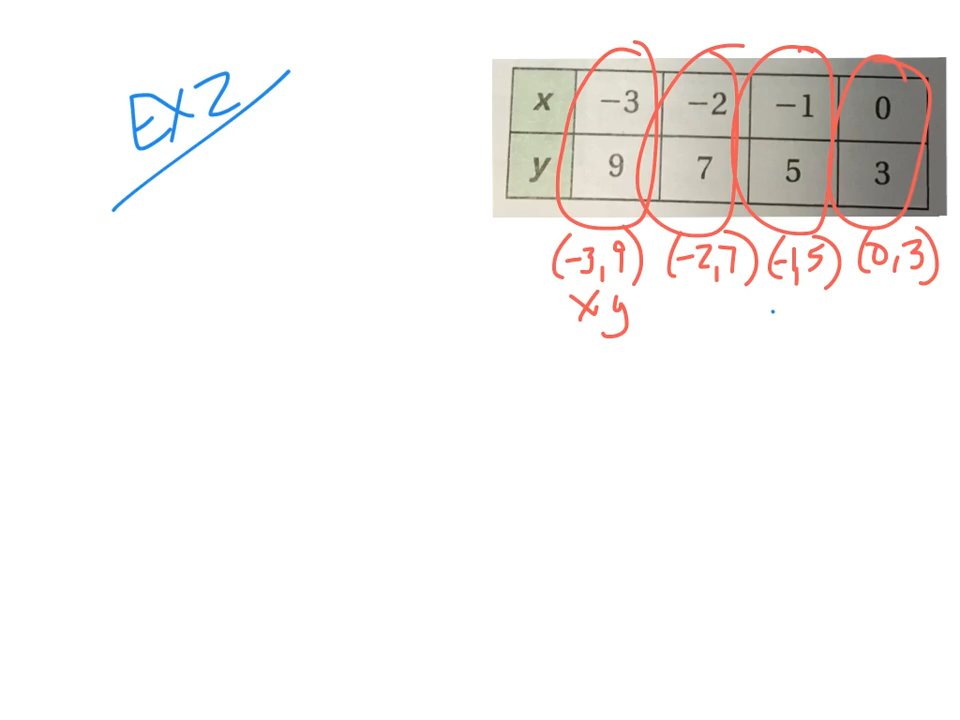 EX2
x −3 −2 −1 0
y 9 7 5 3
(-3,9) (-2,7) (-1,5) (0,3)
x y